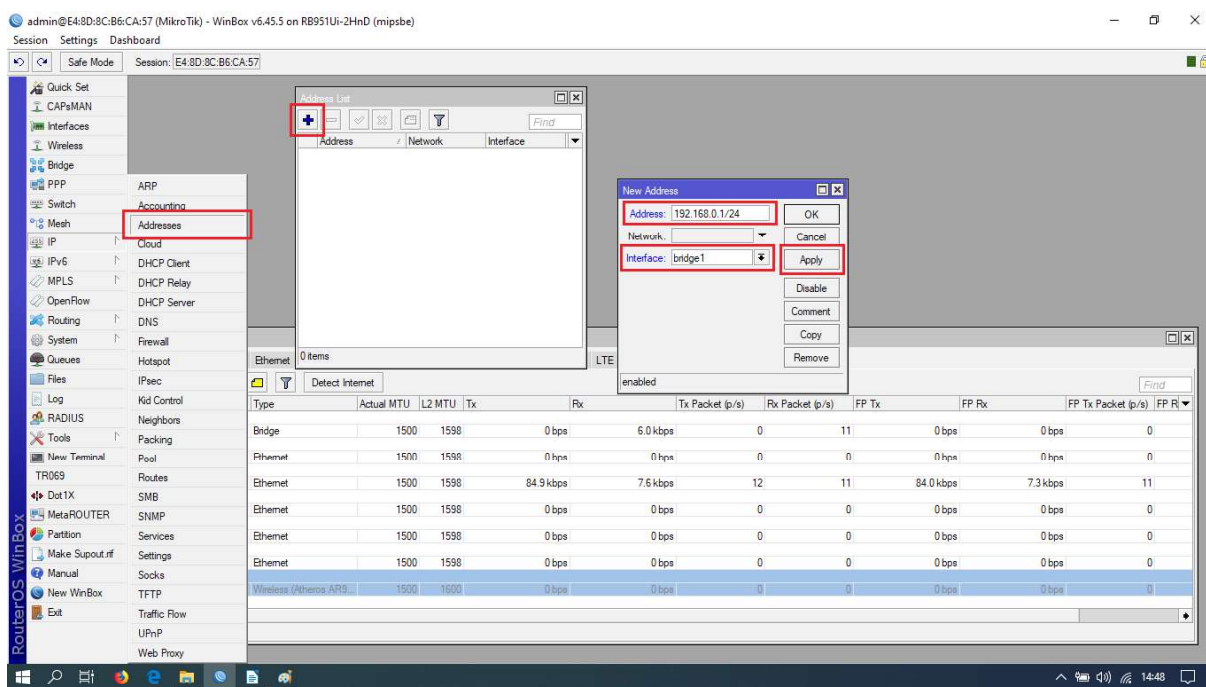 admin@E4:8D:8C:B6:CA:57 (MikroTik) - WinBox v6.45.5 on RB951Ui-2HnD (mipsbe)
Session Settings Dashboard
Safe Mode Session: E4:8D:8C:B6:CA:57
Quick Set
CAPsMAN
Interfaces
Wireless
Bridge
PPP
Switch
Mesh
IP
IPv6
MPLS
OpenFlow
Routing
System
Queues
Files
Log
RADIUS
Tools
New Terminal
TR069
Dot1X
MetaROUTER
Partition
Make Supout.rif
Manual
New WinBox
Exit
RouterOS WinBox
ARP
Accounting
Addresses
Cloud
DHCP Client
DHCP Relay
DHCP Server
DNS
Firewall
Hotspot
IPsec
Kid Control
Neighbors
Packing
Pool
Routes
SMB
SNMP
Services
Settings
Socks
TFTP
Traffic Flow
UPnP
Web Proxy
Address List
Find
Address / Network Interface
0 items
New Address
Address: 192.168.0.1/24
Network:
Interface: bridge1
OK
Cancel
Apply
Disable
Comment
Copy
Remove
enabled
Ethernet LTE
Detect Internet Find
Type Actual MTU L2 MTU Tx Rx Tx Packet (p/s) Rx Packet (p/s) FP Tx FP Rx FP Tx Packet (p/s) FP R
Bridge 1500 1598 0 bps 6.0 kbps 0 11 0 bps 0 bps 0
Ethernet 1500 1598 0 bps 0 bps 0 0 0 bps 0 bps 0
Ethernet 1500 1598 84.9 kbps 7.6 kbps 12 11 84.0 kbps 7.3 kbps 11
Ethernet 1500 1598 0 bps 0 bps 0 0 0 bps 0 bps 0
Ethernet 1500 1598 0 bps 0 bps 0 0 0 bps 0 bps 0
Ethernet 1500 1598 0 bps 0 bps 0 0 0 bps 0 bps 0
Wireless (Atheros AR9... 1500 1600 0 bps 0 bps 0 0 0 bps 0 bps 0
14:48